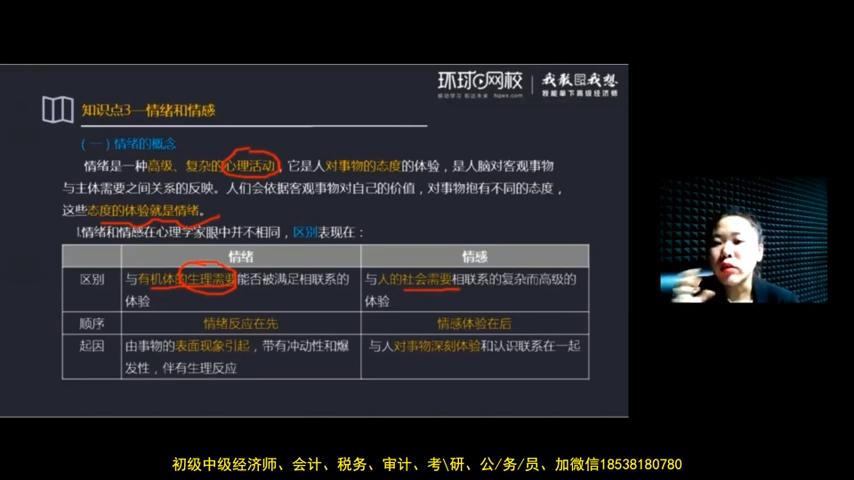 环球网校 我敢 我想
hqwx.com 我能拿下高级经济师
知识点3—情绪和情感
(一)情绪的概念
情绪是一种高级、复杂的心理活动,它是人对事物的态度的体验,是人脑对客观事物
与主体需要之间关系的反映。人们会依据客观事物对自己的价值,对事物抱有不同的态度,
这些态度的体验就是情绪。
1.情绪和情感在心理学家眼中并不相同,区别表现在:
情绪 情感
区别 与有机体的生理需要能否被满足相联系的体验 与人的社会需要相联系的复杂而高级的体验
顺序 情绪反应在先 情感体验在后
起因 由事物的表面现象引起,带有冲动性和爆发性,伴有生理反应 与人对事物深刻体验和认识联系在一起
初级中级经济师、会计、税务、审计、考\研、公/务/员、加微信18538180780